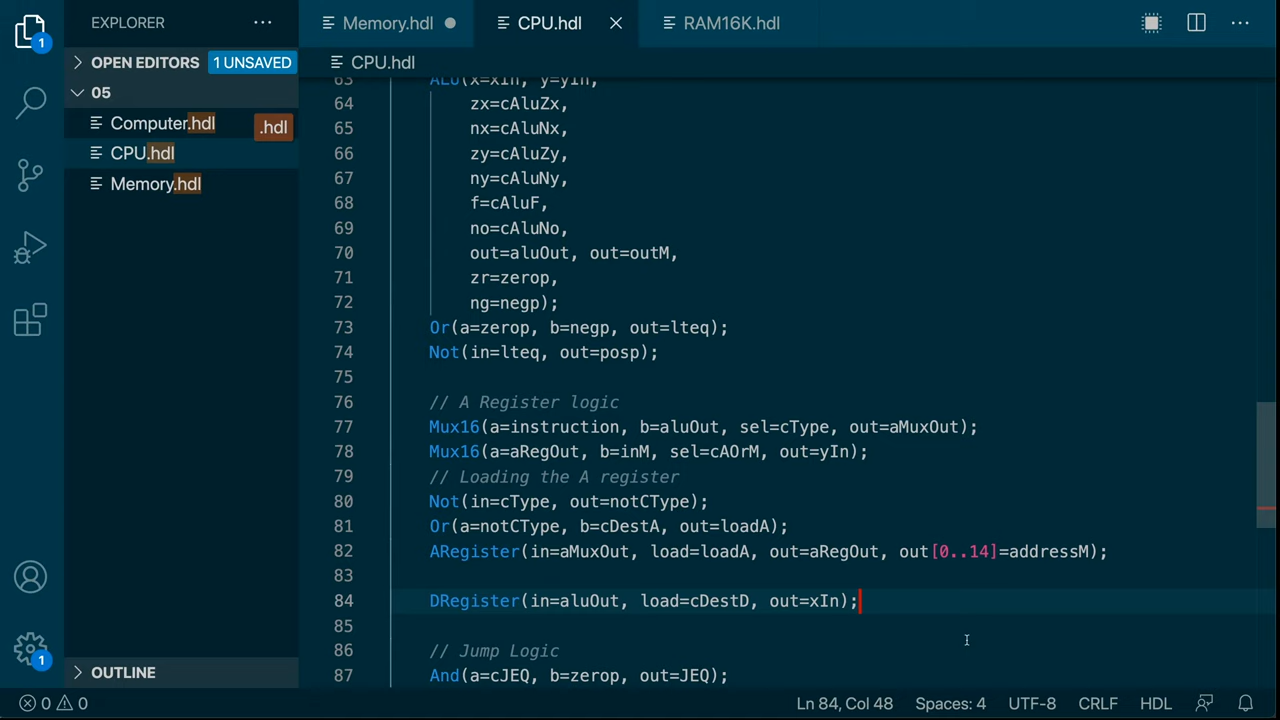 EXPLORER
Memory.hdl
CPU.hdl
RAM16K.hdl
OPEN EDITORS
1 UNSAVED
CPU.hdl
05
Computer.hdl
.hdl
CPU.hdl
Memory.hdl
63 ALU(x=xIn, y=yIn,
64 zx=cAluZx,
65 nx=cAluNx,
66 zy=cAluZy,
67 ny=cAluNy,
68 f=cAluF,
69 no=cAluNo,
70 out=aluOut, out=outM,
71 zr=zerop,
72 ng=negp);
73 Or(a=zerop, b=negp, out=lteq);
74 Not(in=lteq, out=posp);
75
76 // A Register logic
77 Mux16(a=instruction, b=aluOut, sel=cType, out=aMuxOut);
78 Mux16(a=aRegOut, b=inM, sel=cAOrM, out=yIn);
79 // Loading the A register
80 Not(in=cType, out=notCType);
81 Or(a=notCType, b=cDestA, out=loadA);
82 ARegister(in=aMuxOut, load=loadA, out=aRegOut, out[0..14]=addressM);
83
84 DRegister(in=aluOut, load=cDestD, out=xIn);
85
86 // Jump Logic
87 And(a=cJEQ, b=zerop, out=JEQ);
1
1
OUTLINE
0 0
Ln 84, Col 48
Spaces: 4
UTF-8
CRLF
HDL